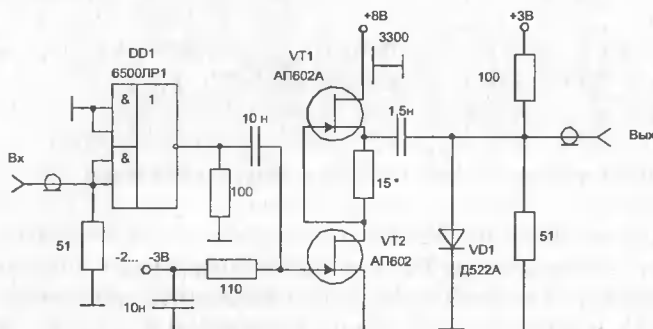 +8В
+3В
3300
DD1
6500ЛР1
VT1
АП602А
100
&
1
10 н
1,5н
Вых
&
Вх
100
15*
51
-2... -3В
VT2
АП602
VD1
Д522А
51
110
10н